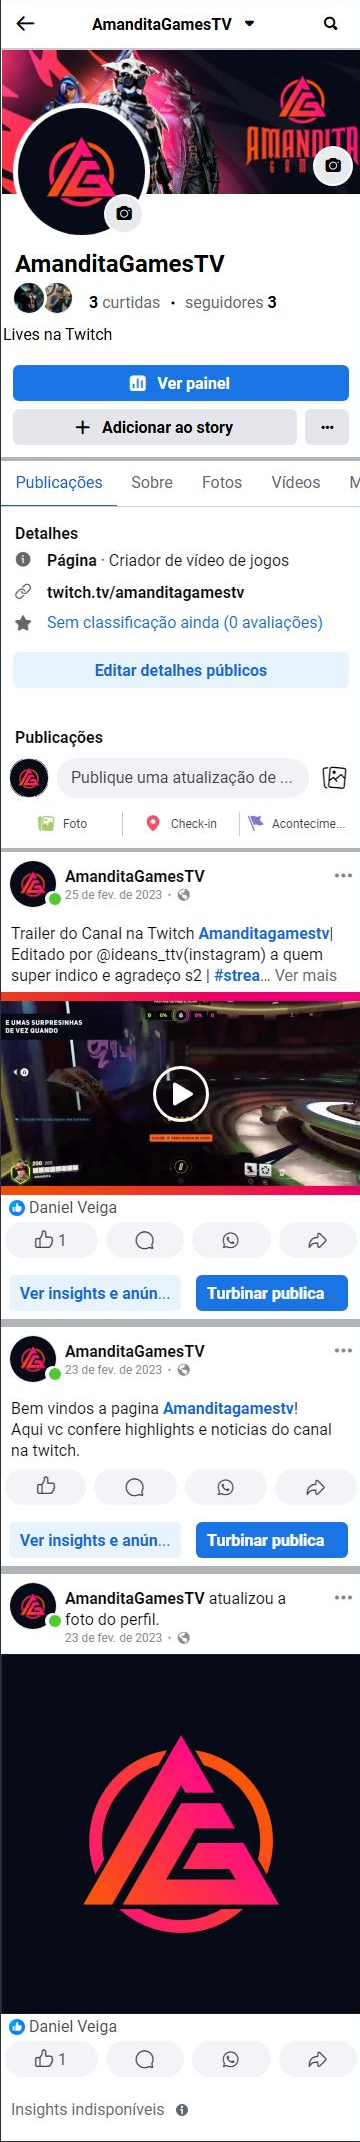 AmanditaGamesTV
AMANDITA
GAM
AmanditaGamesTV
3 curtidas • seguidores 3
Lives na Twitch
Ver painel
Adicionar ao story
Publicações Sobre Fotos Vídeos M
Detalhes
Página · Criador de vídeo de jogos
twitch.tv/amanditagamestv
Sem classificação ainda (0 avaliações)
Editar detalhes públicos
Publicações
Publique uma atualização de ...
Foto Check-in Acontecime...
AmanditaGamesTV
25 de fev. de 2023 ·
Trailer do Canal na Twitch Amanditagamestv|
Editado por @ideans_ttv(instagram) a quem
super indico e agradeço s2 | #strea... Ver mais
E UMAS SURPRESINHAS
DE VEZ QUANDO
Daniel Veiga
1
Ver insights e anún... Turbinar publica
AmanditaGamesTV
23 de fev. de 2023 ·
Bem vindos a pagina Amanditagamestv!
Aqui vc confere highlights e noticias do canal
na twitch.
Ver insights e anún... Turbinar publica
AmanditaGamesTV atualizou a
foto do perfil.
23 de fev. de 2023 ·
Daniel Veiga
1
Insights indisponíveis